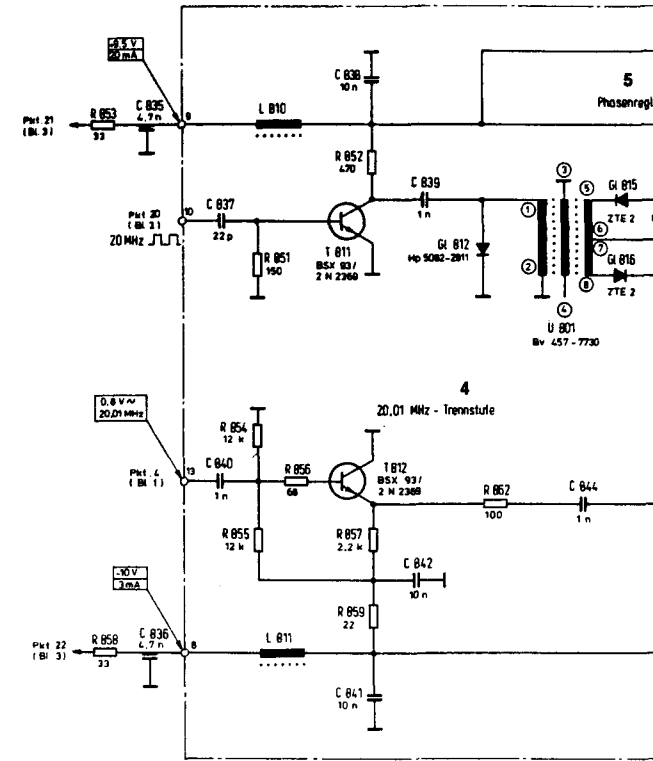 -9,5 V
20 mA
C 838
10 n
5
Phasenregl
Pkt. 21
(Bl. 3)
R 853
33
C 835
4,7 n
9
L 810
R 852
470
C 839
1 n
3
5
Gl 815
ZTE 2
Pkt. 20
10
20 MHz
C 837
22 p
R 851
150
T 811
BSX 93/
2 N 2369
Gl 812
Hp 5082-2811
1
2
6
7
8
Gl 816
ZTE 2
4
Ü 801
Bv 457-7730
4
20,01 MHz - Trennstufe
20,01 MHz
R 854
12 k
Pkt. 4
(Bl. 1)
13
C 840
1 n
R 856
68
T 812
BSX 93/
2 N 2369
R 862
100
C 844
1 n
R 855
12 k
R 857
2,2 k
C 842
10 n
-10 V
3 mA
R 859
22
Pkt. 22
(Bl. 3)
R 858
33
C 836
4,7 n
8
L 811
C 841
10 n